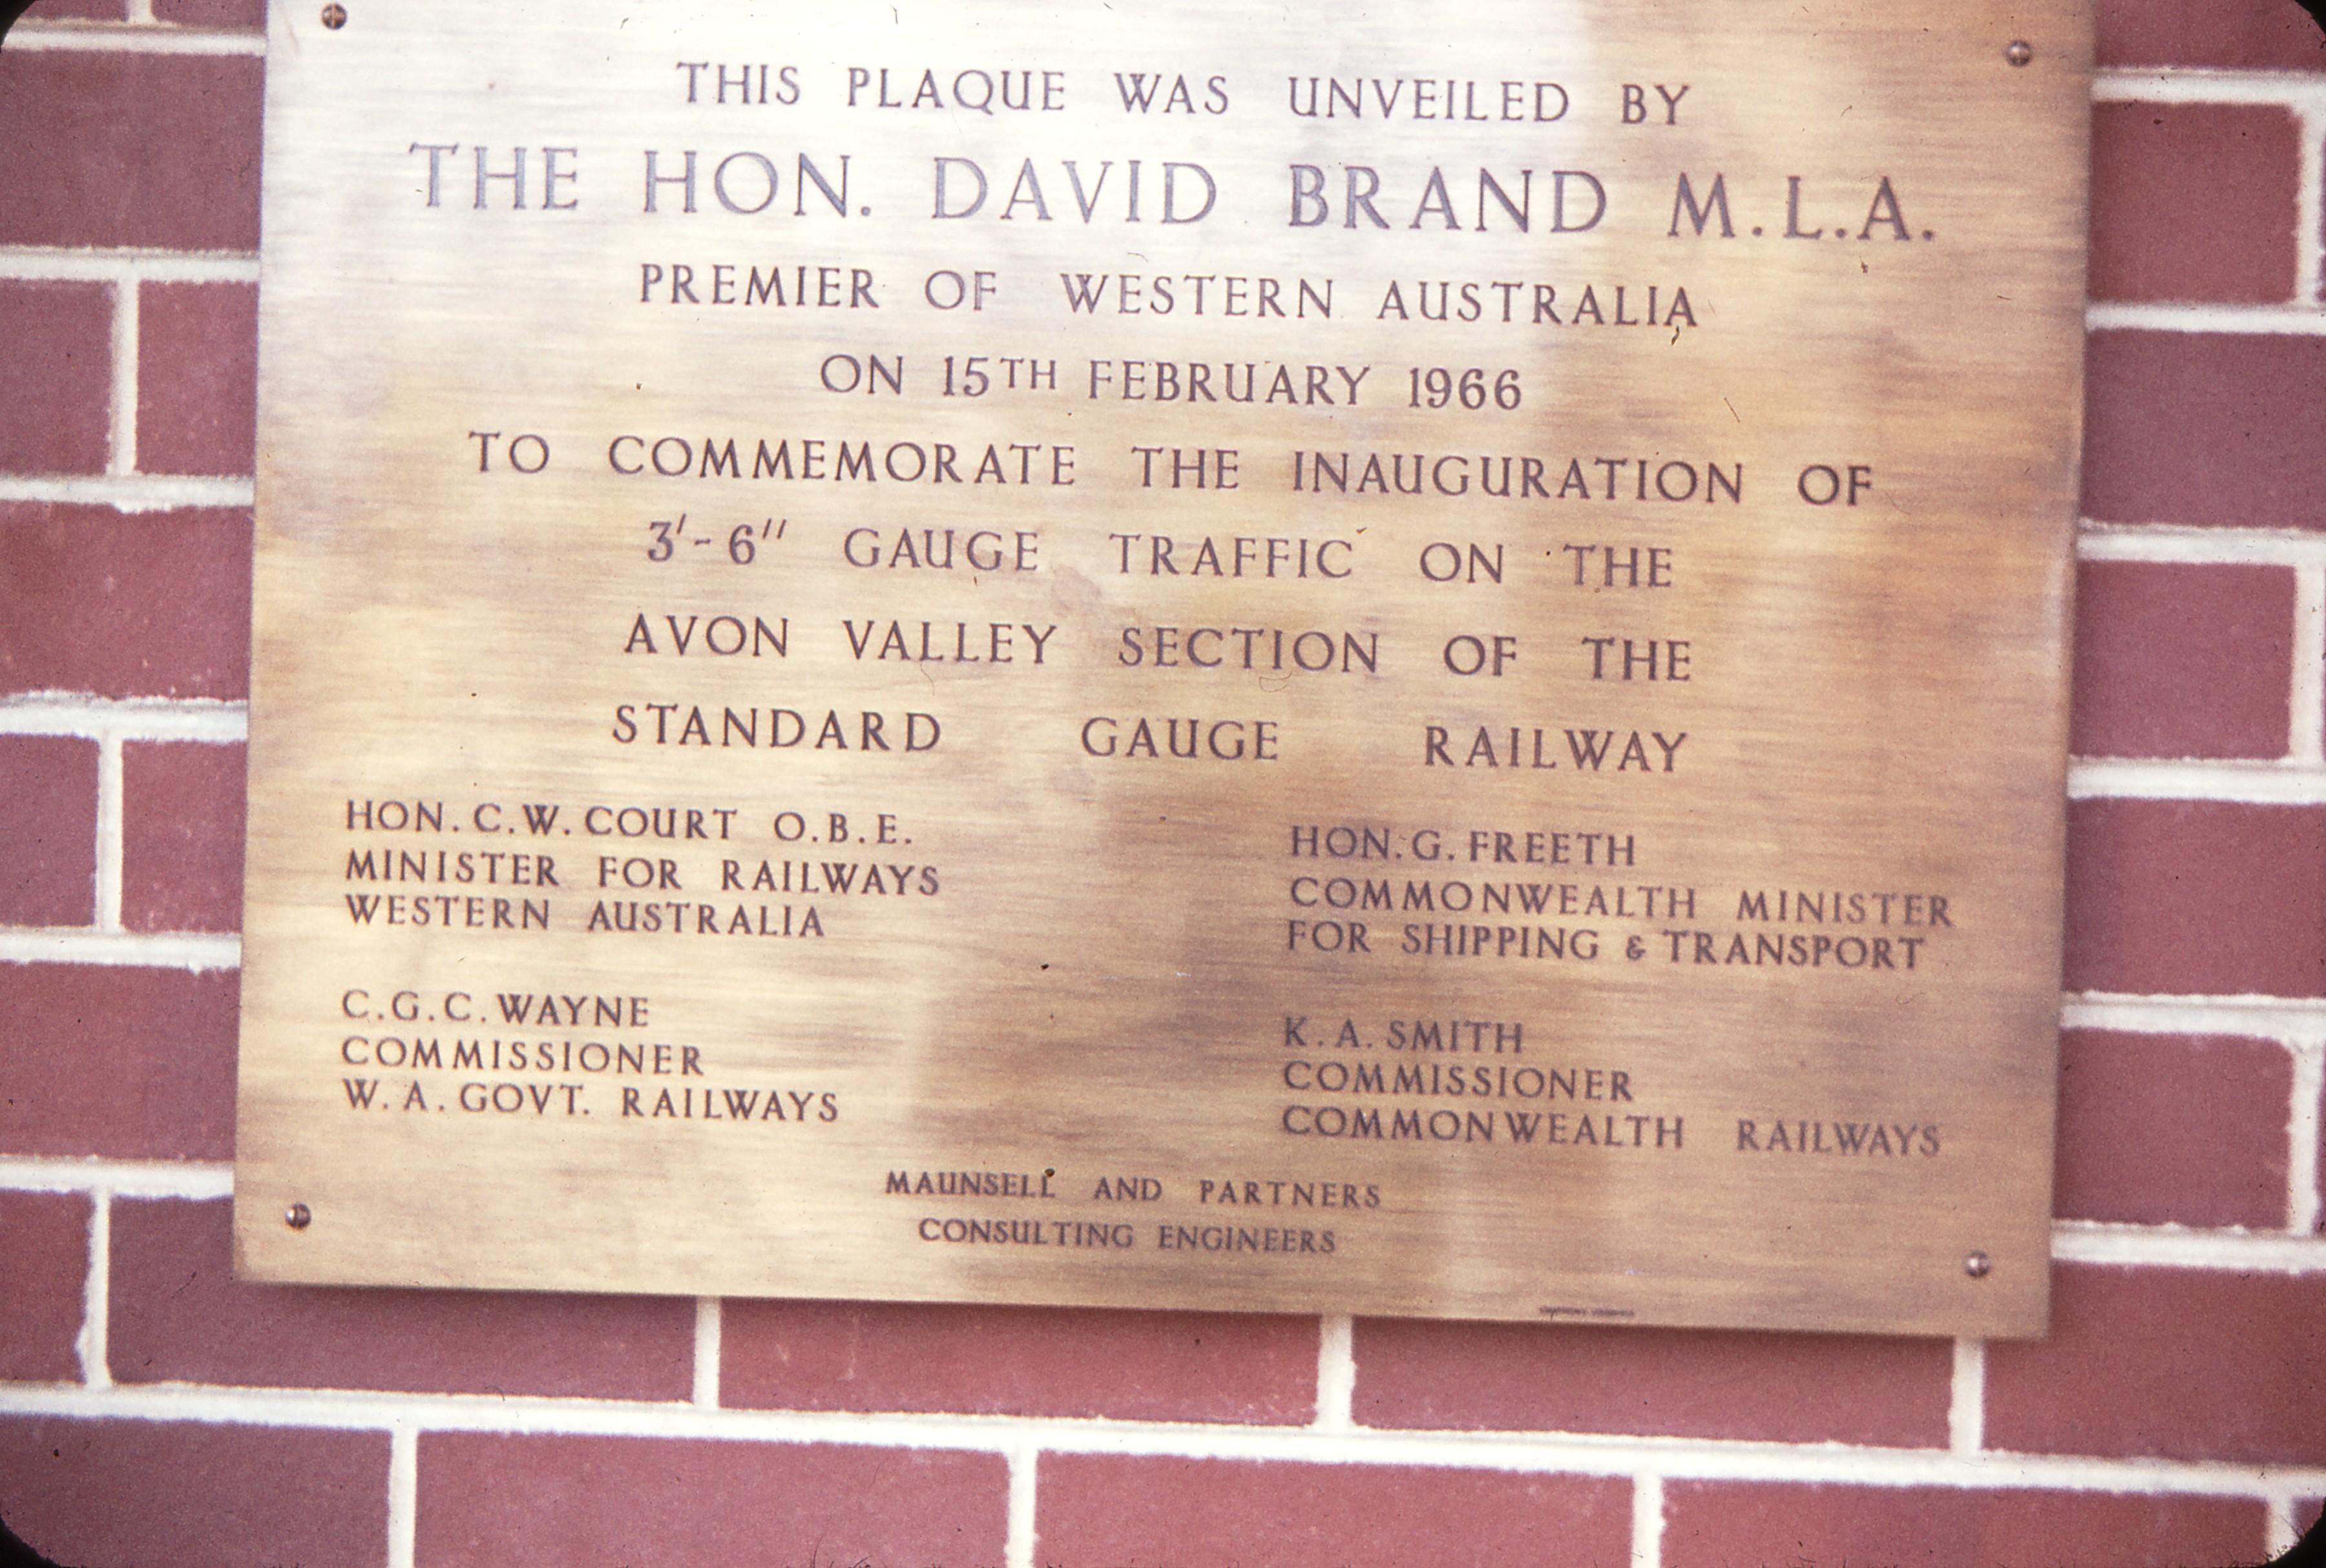 THIS PLAQUE WAS UNVEILED BY
THE HON. DAVID BRAND M.L.A.
PREMIER OF WESTERN AUSTRALIA
ON 15TH FEBRUARY 1966
TO COMMEMORATE THE INAUGURATION OF
3'-6" GAUGE TRAFFIC ON THE
AVON VALLEY SECTION OF THE
STANDARD GAUGE RAILWAY
HON. C.W. COURT O.B.E.
MINISTER FOR RAILWAYS
WESTERN AUSTRALIA
HON. G. FREETH
COMMONWEALTH MINISTER
FOR SHIPPING & TRANSPORT
C.G.C. WAYNE
COMMISSIONER
W.A. GOVT. RAILWAYS
K.A. SMITH
COMMISSIONER
COMMONWEALTH RAILWAYS
MAUNSELL AND PARTNERS
CONSULTING ENGINEERS